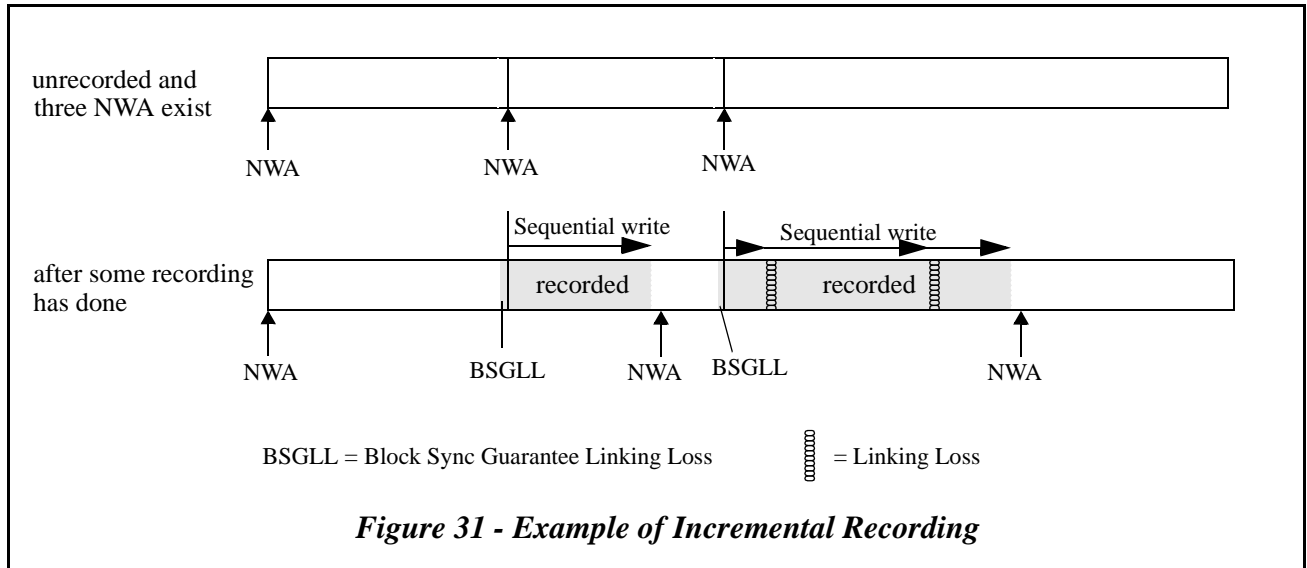 unrecorded and
three NWA exist
NWA
NWA
NWA
Sequential write
Sequential write
after some recording
has done
recorded
recorded
NWA
BSGLL
NWA
BSGLL
NWA
BSGLL = Block Sync Guarantee Linking Loss
= Linking Loss
Figure 31 - Example of Incremental Recording